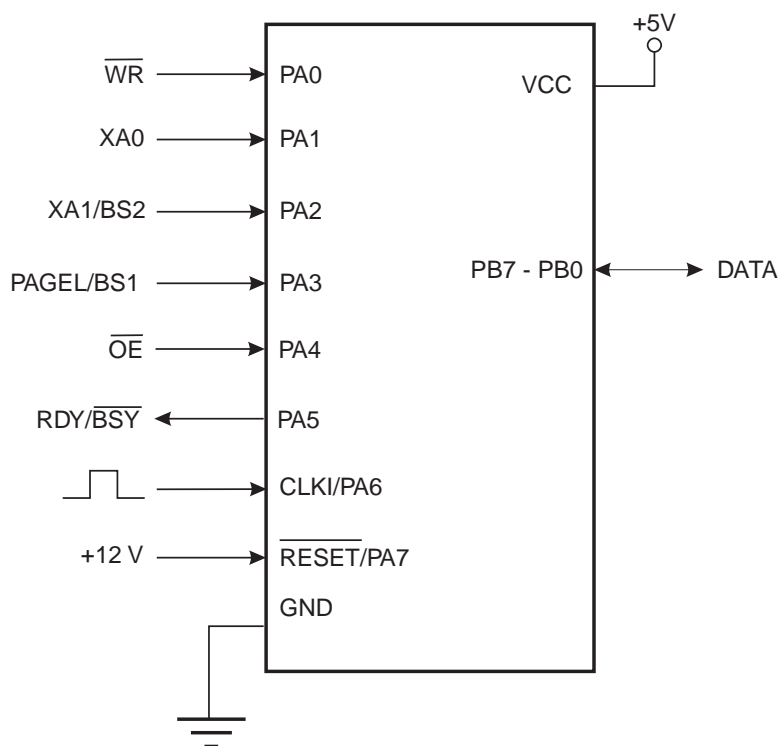 +5V
WR
PA0
VCC
XA0
PA1
XA1/BS2
PA2
PAGEL/BS1
PA3
PB7 - PB0
DATA
OE
PA4
RDY/BSY
PA5
CLKI/PA6
+12 V
RESET/PA7
GND